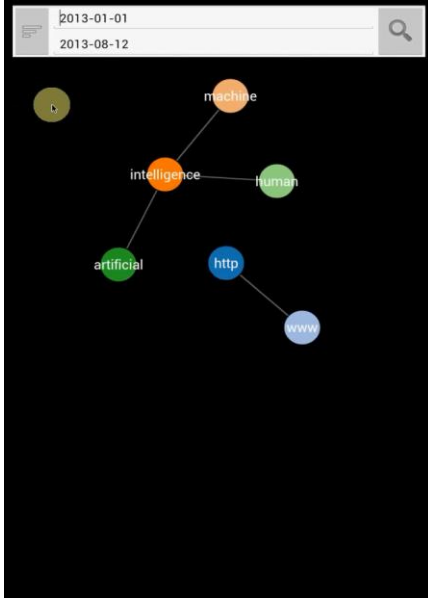 2013-01-01
2013-08-12
machine
intelligence
human
artificial
http
www